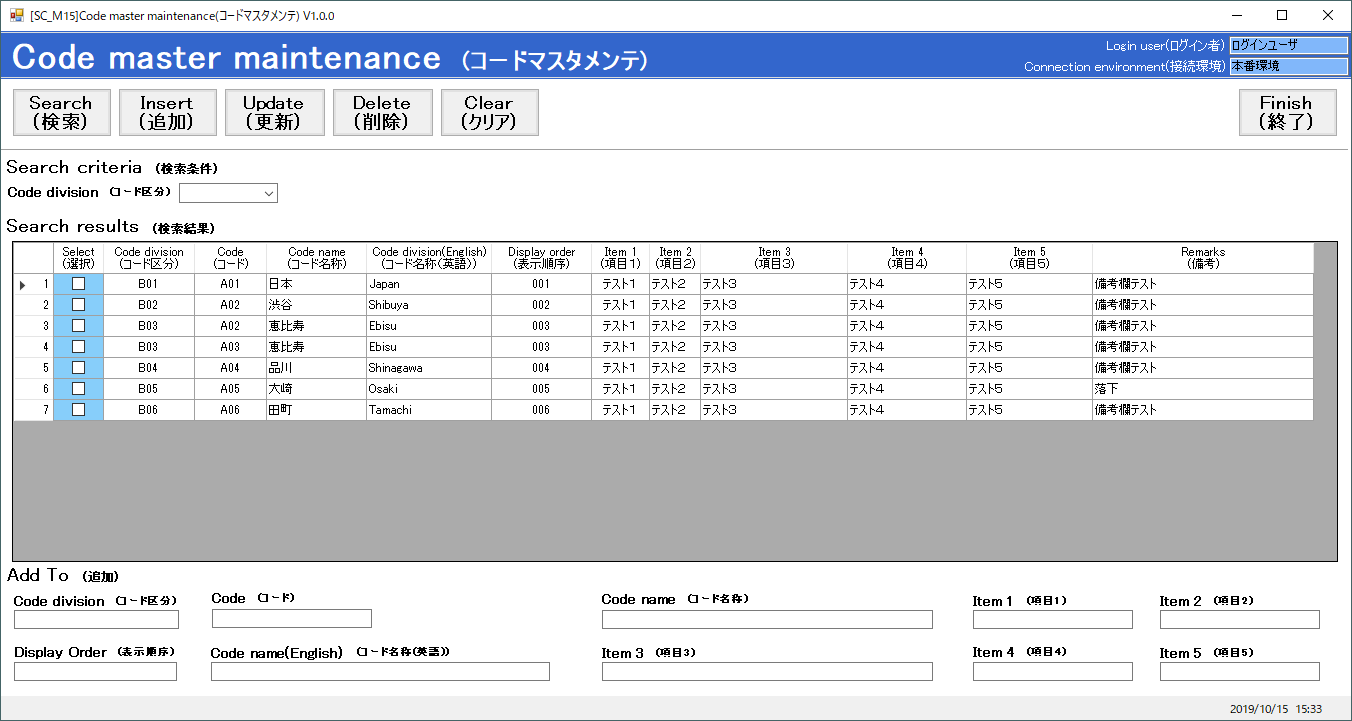 [SC_M15]Code master maintenance(コードマスタメンテ) V1.0.0
Code master maintenance (コードマスタメンテ)
Login user(ログイン者) ログインユーザ
Connection environment(接続環境) 本番環境
Search Insert Update Delete Clear Finish
(検索) (追加) (更新) (削除) (クリア) (終了)
Search criteria (検索条件)
Code division (コード区分)
Search results (検索結果)
Select Code division Code Code name Code division(English) Display order Item 1 Item 2 Item 3 Item 4 Item 5 Remarks
(選択) (コード区分) (コード) (コード名称) (コード名称(英語)) (表示順序) (項目1) (項目2) (項目3) (項目4) (項目5) (備考)
1 B01 A01 日本 Japan 001 テスト1 テスト2 テスト3 テスト4 テスト5 備考欄テスト
2 B02 A02 渋谷 Shibuya 002 テスト1 テスト2 テスト3 テスト4 テスト5 備考欄テスト
3 B03 A02 恵比寿 Ebisu 003 テスト1 テスト2 テスト3 テスト4 テスト5 備考欄テスト
4 B03 A03 恵比寿 Ebisu 003 テスト1 テスト2 テスト3 テスト4 テスト5 備考欄テスト
5 B04 A04 品川 Shinagawa 004 テスト1 テスト2 テスト3 テスト4 テスト5 備考欄テスト
6 B05 A05 大崎 Osaki 005 テスト1 テスト2 テスト3 テスト4 テスト5 落下
7 B06 A06 田町 Tamachi 006 テスト1 テスト2 テスト3 テスト4 テスト5 備考欄テスト
Add To (追加)
Code division (コード区分) Code (コード) Code name (コード名称) Item 1 (項目1) Item 2 (項目2)
Display Order (表示順序) Code name(English) (コード名称(英語)) Item 3 (項目3) Item 4 (項目4) Item 5 (項目5)
2019/10/15 15:33